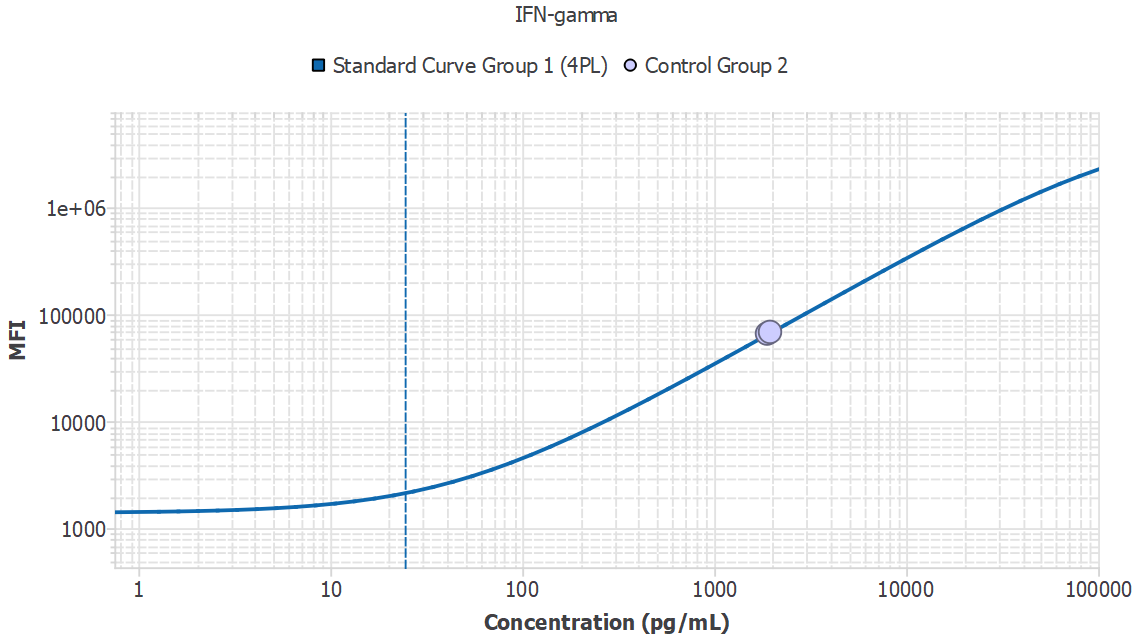 IFN-gamma
Standard Curve Group 1 (4PL) Control Group 2
1e+06
100000
10000
1000
MFI
1 10 100 1000 10000 100000
Concentration (pg/mL)